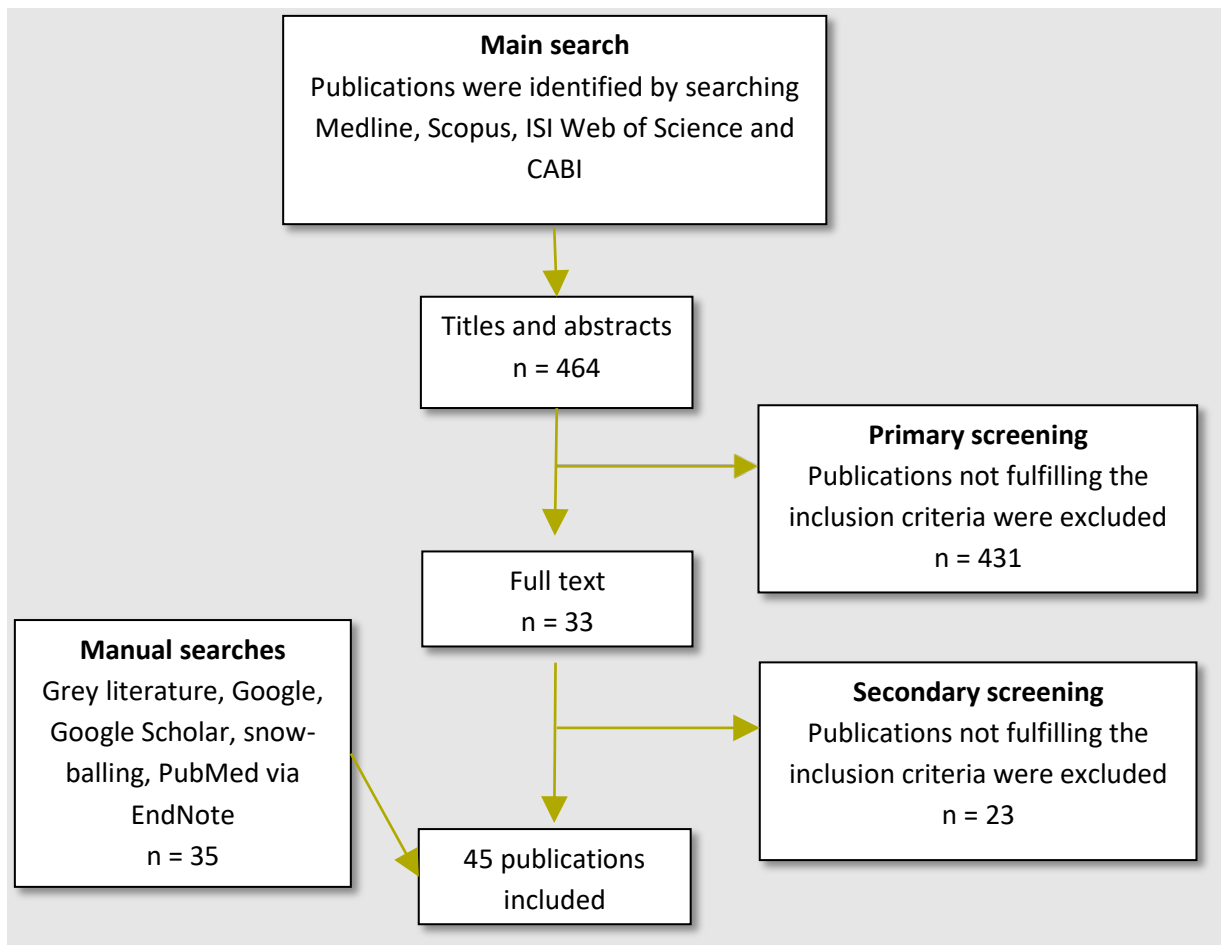 Main search
Publications were identified by searching
Medline, Scopus, ISI Web of Science and
CABI
Titles and abstracts
n = 464
Primary screening
Publications not fulfilling the
inclusion criteria were excluded
n = 431
Full text
n = 33
Manual searches
Grey literature, Google,
Google Scholar, snow-
balling, PubMed via
EndNote
n = 35
Secondary screening
Publications not fulfilling the
inclusion criteria were excluded
n = 23
45 publications
included